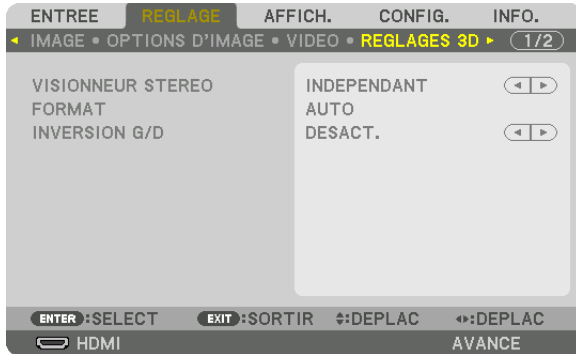 ENTREE REGLAGE AFFICH. CONFIG. INFO.
◂ IMAGE • OPTIONS D'IMAGE • VIDEO • REGLAGES 3D ▸ 1/2
VISIONNEUR STEREO INDEPENDANT
FORMAT AUTO
INVERSION G/D DESACT.
ENTER :SELECT EXIT :SORTIR :DEPLAC :DEPLAC
HDMI AVANCE